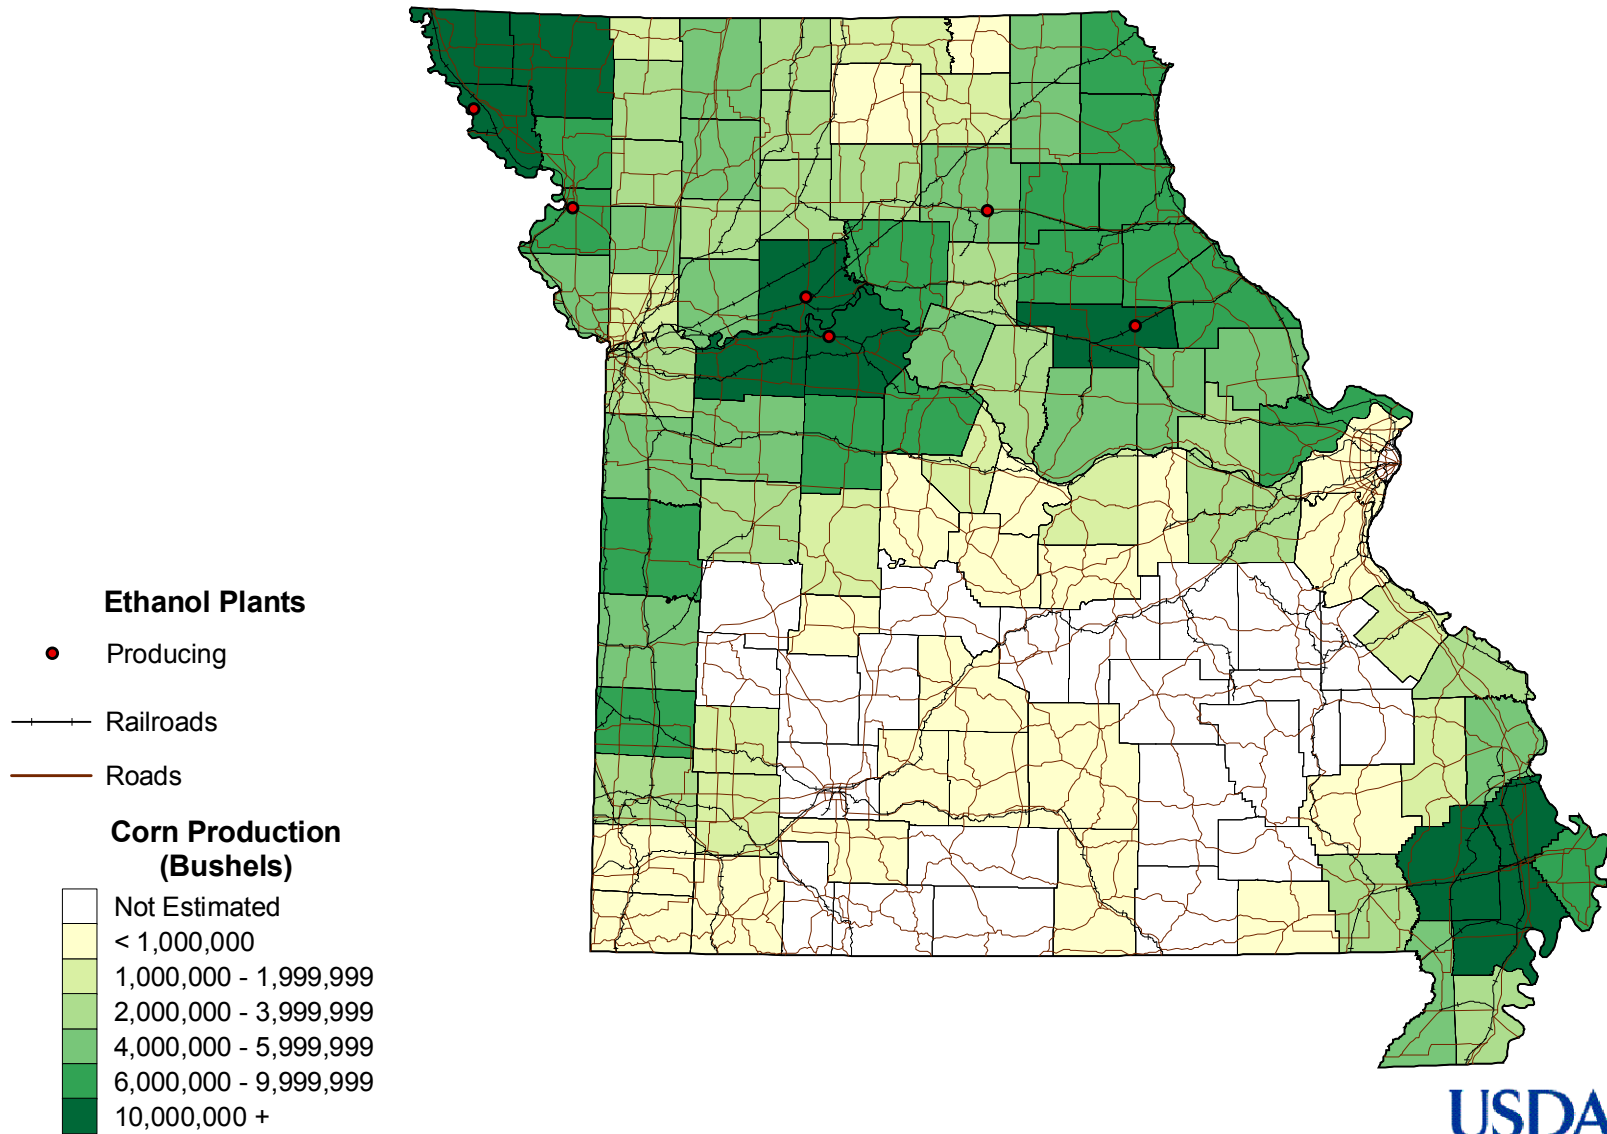 Ethanol Plants
Producing
Railroads
Roads
Corn Production
(Bushels)
Not Estimated
< 1,000,000
1,000,000 - 1,999,999
2,000,000 - 3,999,999
4,000,000 - 5,999,999
6,000,000 - 9,999,999
10,000,000 +
USDA